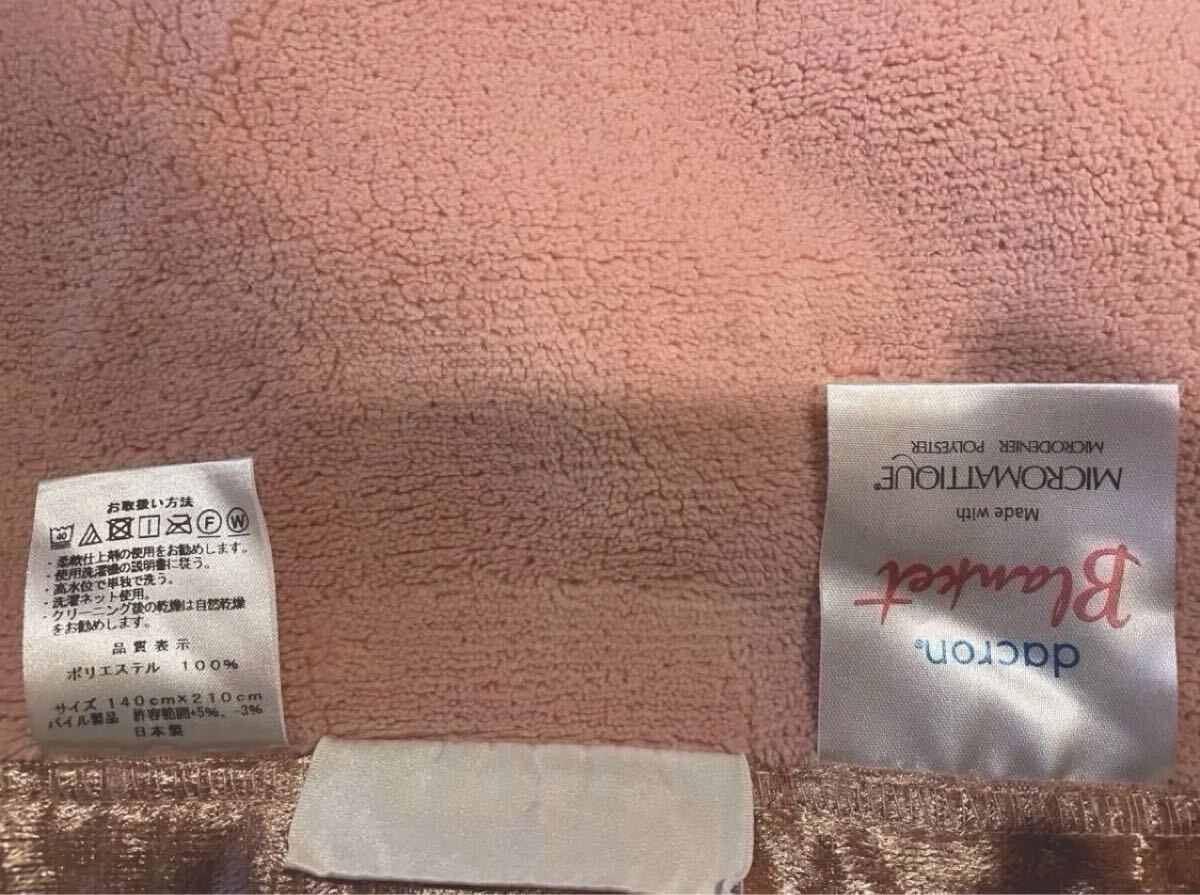 お取扱い方法
40 F W
・柔軟仕上剤の使用をお勧めします。
・使用洗濯機の説明書に従う。
・高水位で単独で洗う。
・洗濯ネット使用。
・クリーニング後の乾燥は自然乾燥
をお勧めします。
品質表示
ポリエステル 100%
サイズ 140cm×210cm
パイル製品 許容範囲+5%、-3%
日本製
dacron®
Blanket
Made with
MICROMATTIQUE®
MICRODENIER POLYESTER